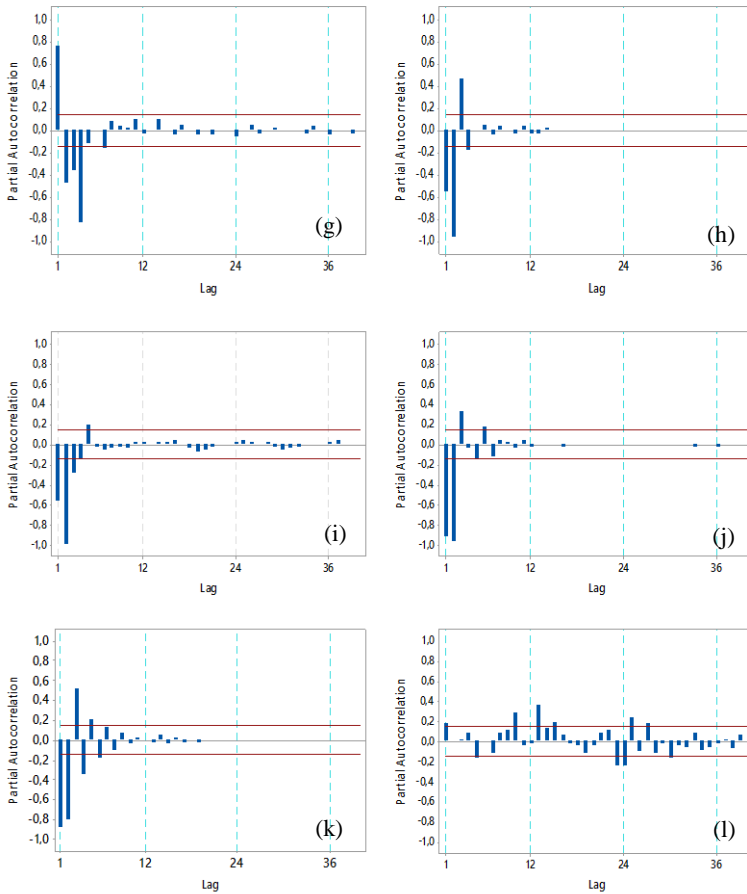 Partial Autocorrelation
1,0
0,8
0,6
0,4
0,2
0,0
-0,2
-0,4
-0,6
-0,8
-1,0
(g)
1 12 24 36
Lag
Partial Autocorrelation
1,0
0,8
0,6
0,4
0,2
0,0
-0,2
-0,4
-0,6
-0,8
-1,0
(h)
1 12 24 36
Lag
Partial Autocorrelation
1,0
0,8
0,6
0,4
0,2
0,0
-0,2
-0,4
-0,6
-0,8
-1,0
(i)
1 12 24 36
Lag
Partial Autocorrelation
1,0
0,8
0,6
0,4
0,2
0,0
-0,2
-0,4
-0,6
-0,8
-1,0
(j)
1 12 24 36
Lag
Partial Autocorrelation
1,0
0,8
0,6
0,4
0,2
0,0
-0,2
-0,4
-0,6
-0,8
-1,0
(k)
1 12 24 36
Lag
Partial Autocorrelation
1,0
0,8
0,6
0,4
0,2
0,0
-0,2
-0,4
-0,6
-0,8
-1,0
(l)
1 12 24 36
Lag